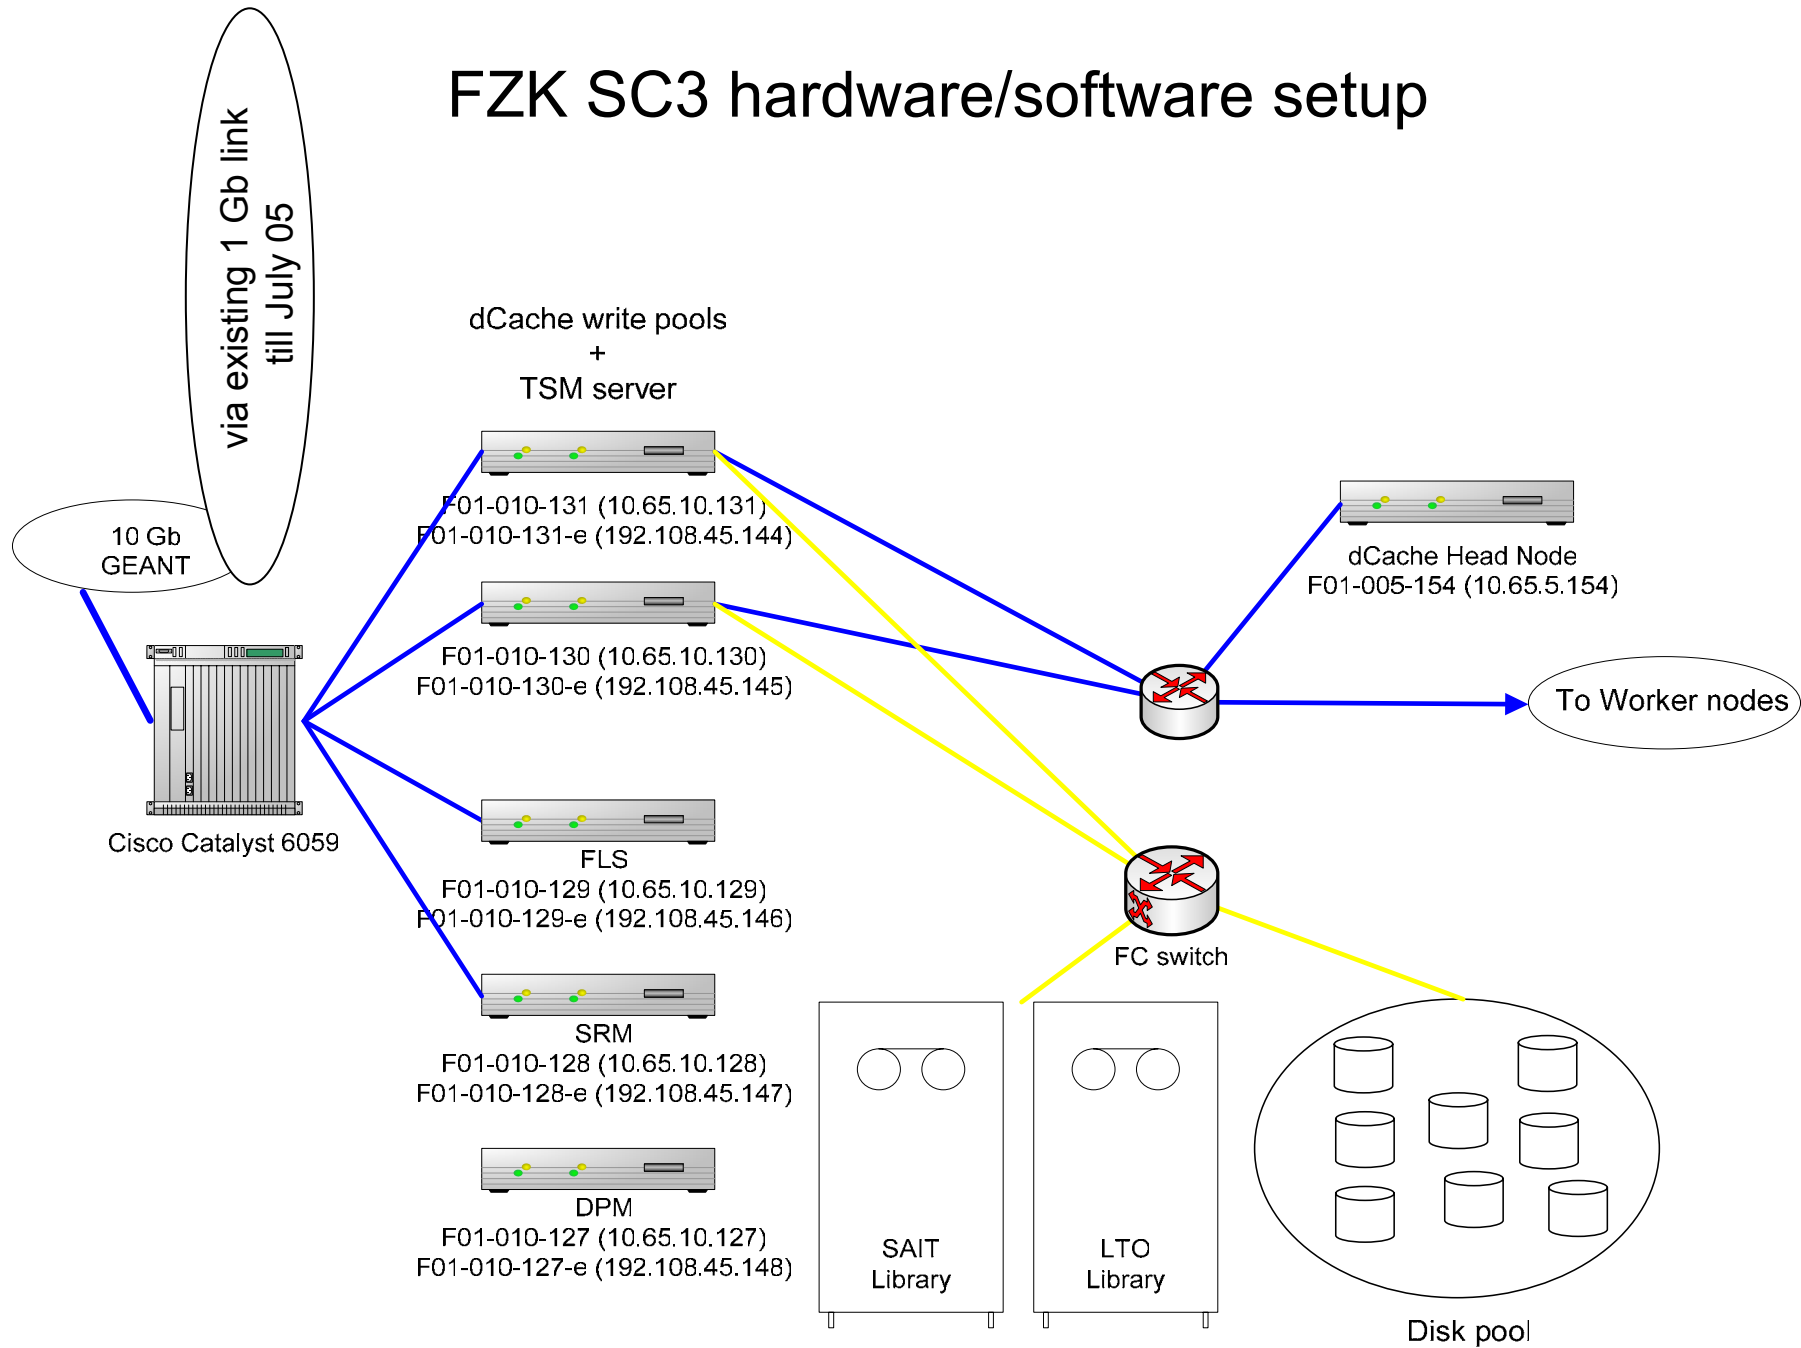 FZK SC3 hardware/software setup
via existing 1 Gb link
till July 05
10 Gb
GEANT
Cisco Catalyst 6059
dCache write pools
+
TSM server
F01-010-131 (10.65.10.131)
F01-010-131-e (192.108.45.144)
F01-010-130 (10.65.10.130)
F01-010-130-e (192.108.45.145)
FLS
F01-010-129 (10.65.10.129)
F01-010-129-e (192.108.45.146)
SRM
F01-010-128 (10.65.10.128)
F01-010-128-e (192.108.45.147)
DPM
F01-010-127 (10.65.10.127)
F01-010-127-e (192.108.45.148)
dCache Head Node
F01-005-154 (10.65.5.154)
To Worker nodes
FC switch
SAIT
Library
LTO
Library
Disk pool